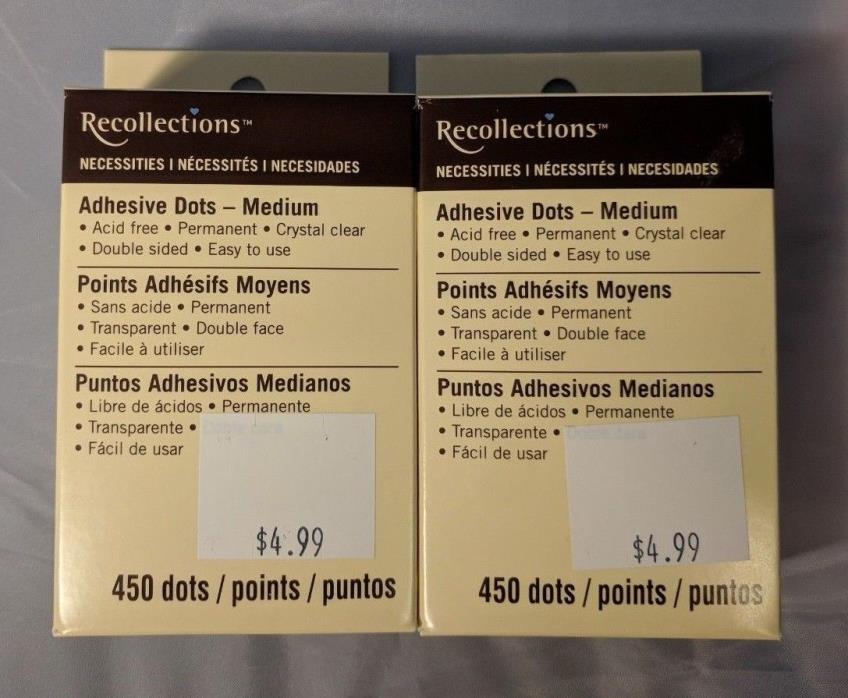 Recollections™
NECESSITIES | NÉCESSITÉS | NECESIDADES
Adhesive Dots – Medium
• Acid free • Permanent • Crystal clear
• Double sided • Easy to use
Points Adhésifs Moyens
• Sans acide • Permanent
• Transparent • Double face
• Facile à utiliser
Puntos Adhesivos Medianos
• Libre de ácidos • Permanente
• Transparente •
• Fácil de usar
$4.99
450 dots / points / puntos
Recollections™
NECESSITIES | NÉCESSITÉS | NECESIDADES
Adhesive Dots – Medium
• Acid free • Permanent • Crystal clear
• Double sided • Easy to use
Points Adhésifs Moyens
• Sans acide • Permanent
• Transparent • Double face
• Facile à utiliser
Puntos Adhesivos Medianos
• Libre de ácidos • Permanente
• Transparente •
• Fácil de usar
$4.99
450 dots / points / puntos